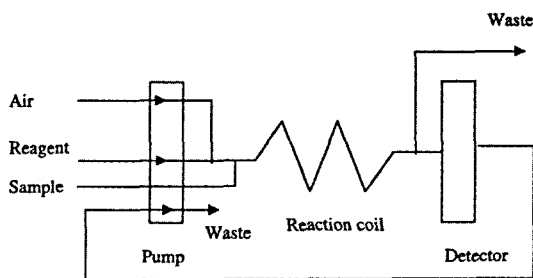 Waste
Air
Reagent
Sample
Waste
Reaction coil
Pump
Detector